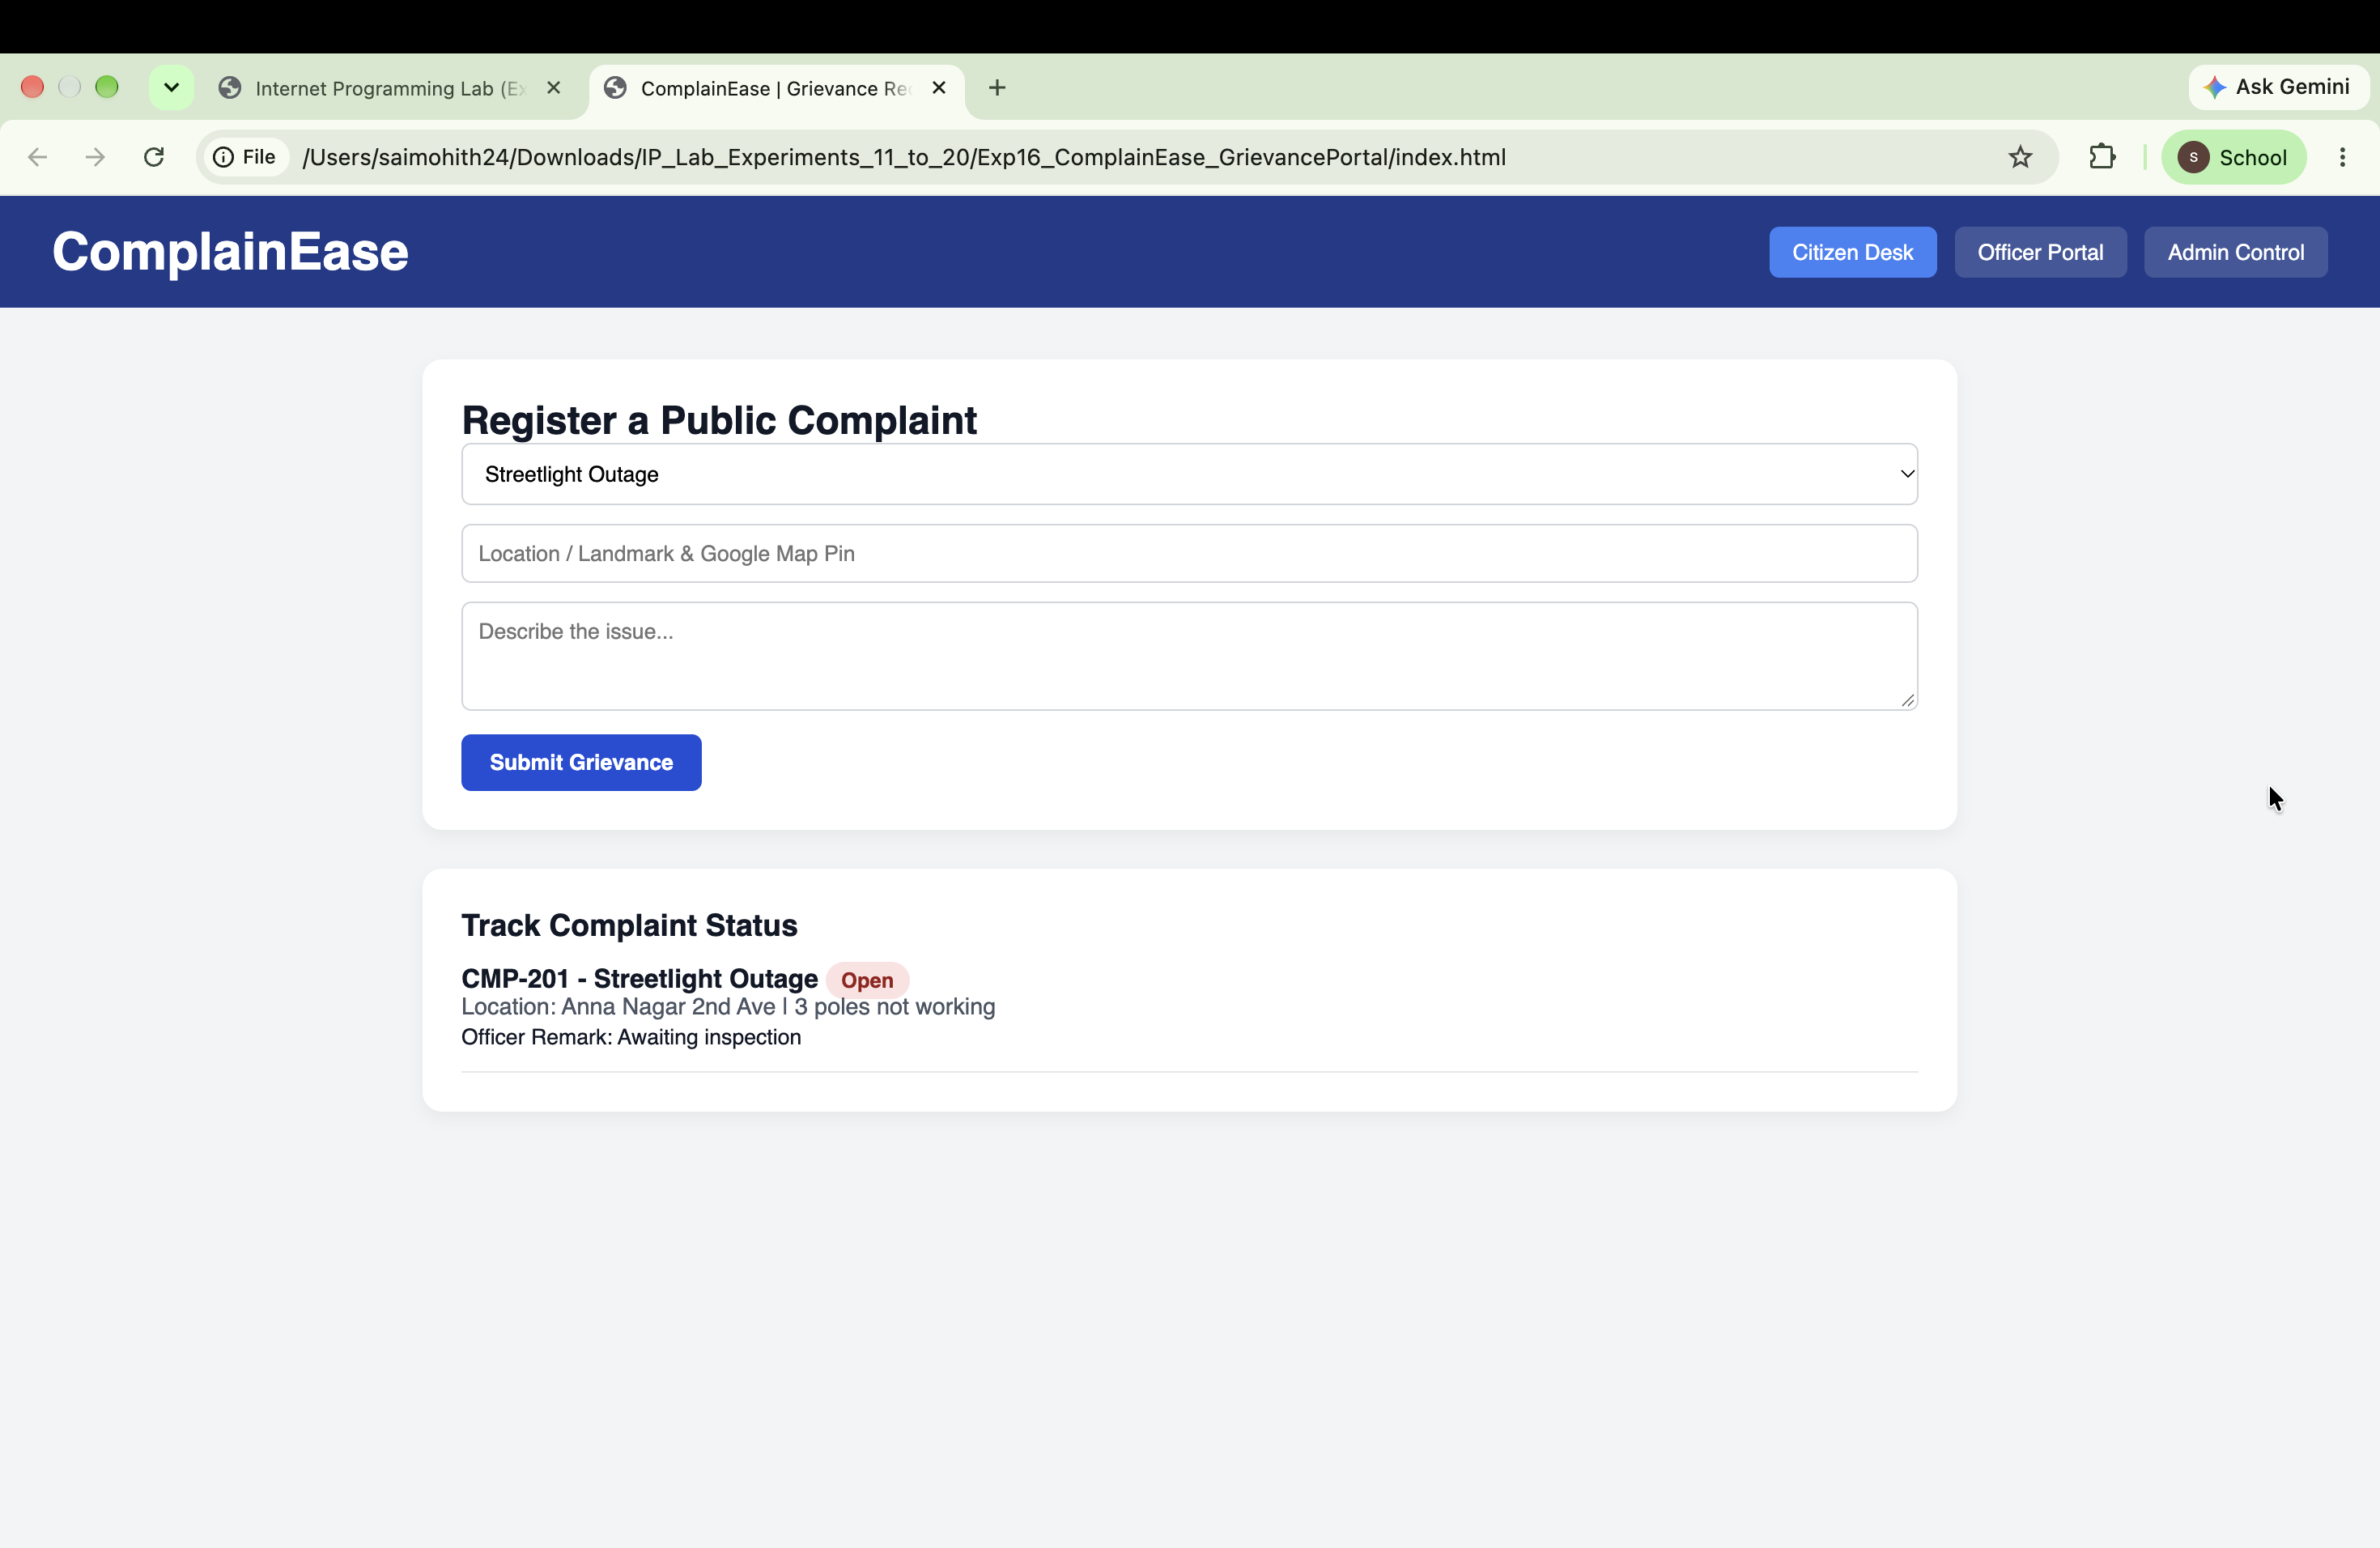 Internet Programming Lab (Ex
ComplainEase | Grievance Re
Ask Gemini
File
/Users/saimohith24/Downloads/IP_Lab_Experiments_11_to_20/Exp16_ComplainEase_GrievancePortal/index.html
S
School
ComplainEase
Citizen Desk
Officer Portal
Admin Control
Register a Public Complaint
Streetlight Outage
Location / Landmark & Google Map Pin
Describe the issue...
Submit Grievance
Track Complaint Status
CMP-201 - Streetlight Outage Open
Location: Anna Nagar 2nd Ave | 3 poles not working
Officer Remark: Awaiting inspection